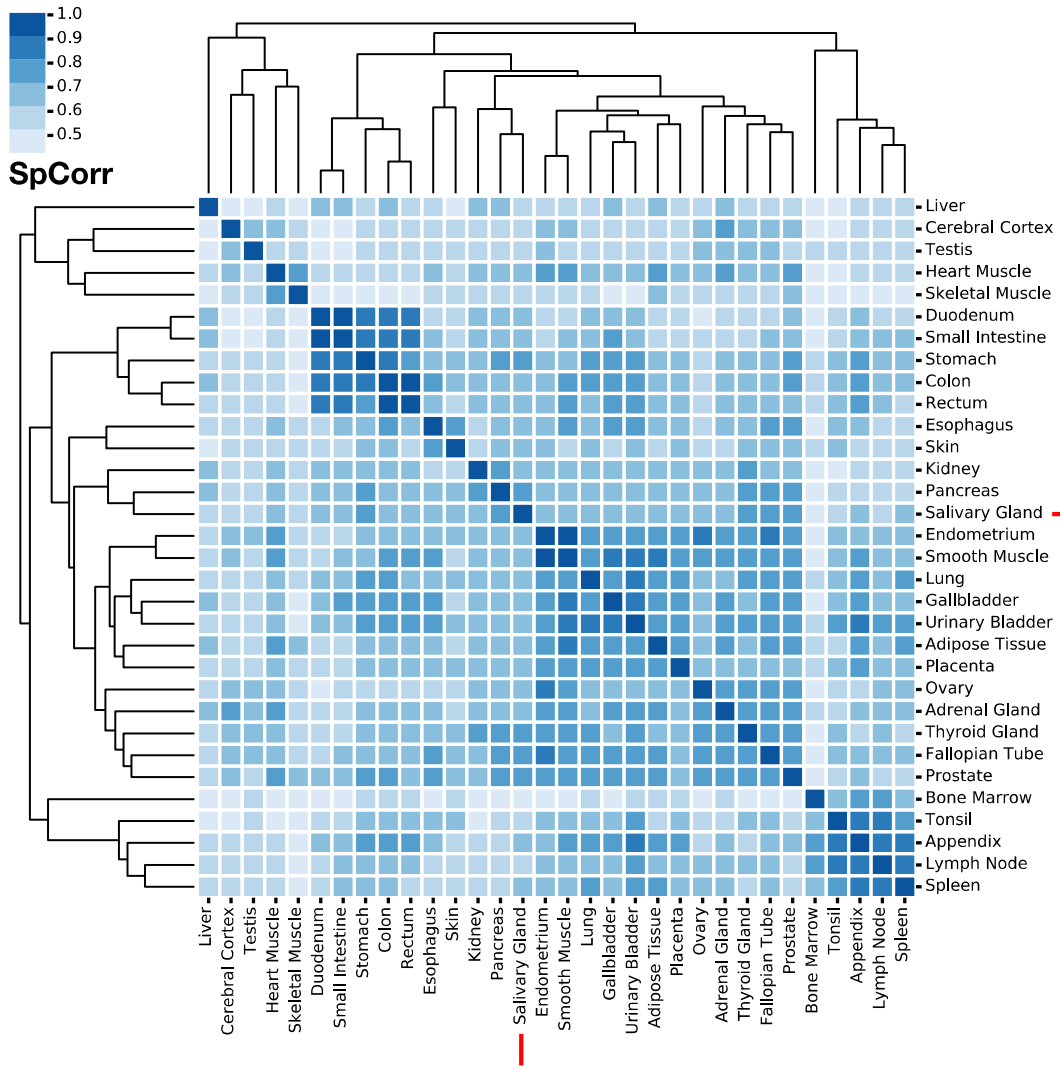 1.0
0.9
0.8
0.7
0.6
0.5
SpCorr
Liver
Cerebral Cortex
Testis
Heart Muscle
Skeletal Muscle
Duodenum
Small Intestine
Stomach
Colon
Rectum
Esophagus
Skin
Kidney
Pancreas
Salivary Gland
Endometrium
Smooth Muscle
Lung
Gallbladder
Urinary Bladder
Adipose Tissue
Placenta
Ovary
Adrenal Gland
Thyroid Gland
Fallopian Tube
Prostate
Bone Marrow
Tonsil
Appendix
Lymph Node
Spleen
Liver
Cerebral Cortex
Testis
Heart Muscle
Skeletal Muscle
Duodenum
Small Intestine
Stomach
Colon
Rectum
Esophagus
Skin
Kidney
Pancreas
Salivary Gland
Endometrium
Smooth Muscle
Lung
Gallbladder
Urinary Bladder
Adipose Tissue
Placenta
Ovary
Adrenal Gland
Thyroid Gland
Fallopian Tube
Prostate
Bone Marrow
Tonsil
Appendix
Lymph Node
Spleen